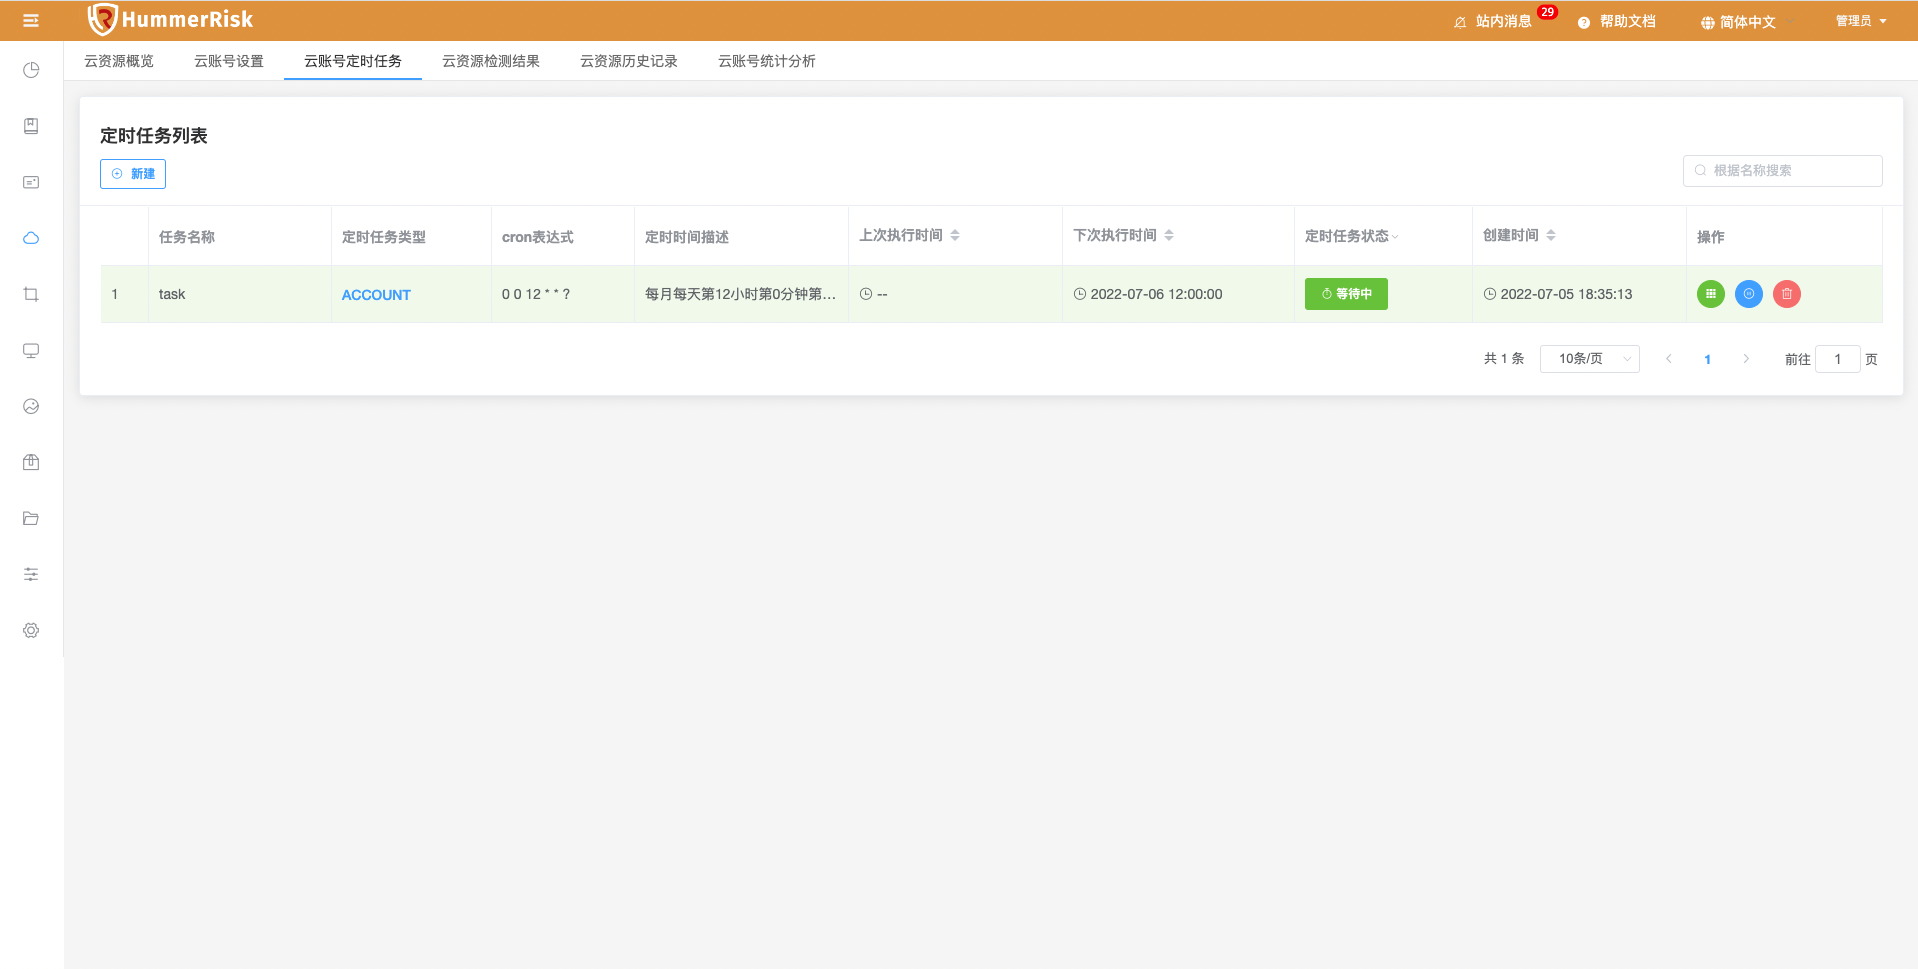 HummerRisk
站内消息 29 帮助文档 简体中文 管理员
云资源概览 云账号设置 云账号定时任务 云资源检测结果 云资源历史记录 云账号统计分析
定时任务列表
新建
根据名称搜索
任务名称 定时任务类型 cron表达式 定时时间描述 上次执行时间 下次执行时间 定时任务状态 创建时间 操作
1 task ACCOUNT 0 0 12 * * ? 每月每天第12小时第0分钟第... -- 2022-07-06 12:00:00 等待中 2022-07-05 18:35:13
共 1 条 10条/页 1 前往 1 页